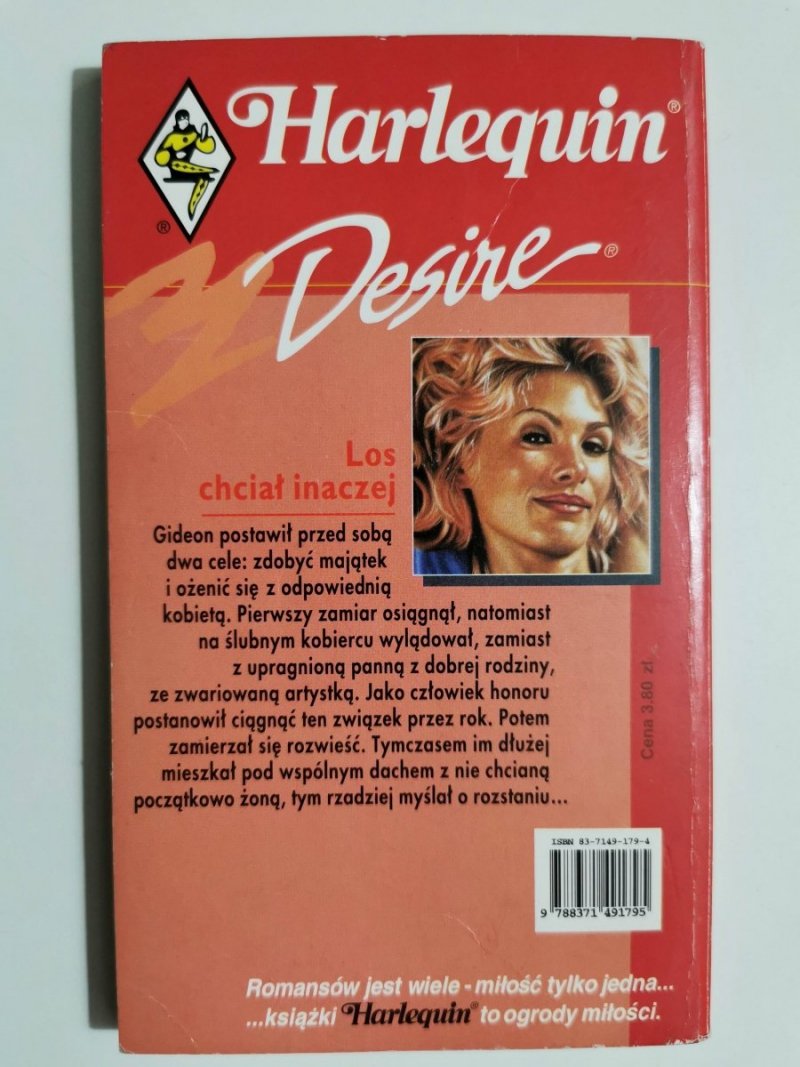 Harlequin®
®
Desire®
Los
chciał inaczej
Gideon postawił przed sobą
dwa cele: zdobyć majątek
i ożenić się z odpowiednią
kobietą. Pierwszy zamiar osiągnął, natomiast
na ślubnym kobiercu wylądował, zamiast
z upragnioną panną z dobrej rodziny,
ze zwariowaną artystką. Jako człowiek honoru
postanowił ciągnąć ten związek przez rok. Potem
zamierzał się rozwieść. Tymczasem im dłużej
mieszkał pod wspólnym dachem z nie chcianą
początkowo żoną, tym rzadziej myślał o rozstaniu...
Cena 3.80 zł
ISBN 83-7149-179-4
9 788371 491795
Romansów jest wiele - miłość tylko jedna...
...książki Harlequin® to ogrody miłości.